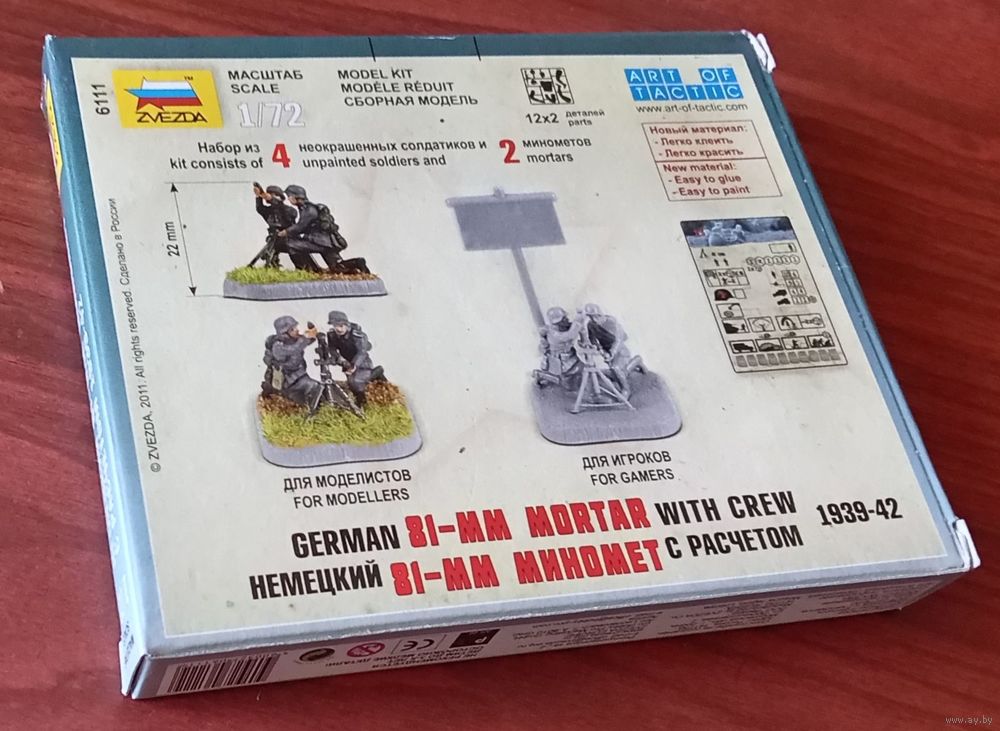 6111
ZVEZDA
™
МАСШТАБ
SCALE
1/72
MODEL KIT
MODÈLE RÉDUIT
СБОРНАЯ МОДЕЛЬ
12x2 деталей
parts
ART OF
TACTIC
www.art-of-tactic.com
Набор из 4 неокрашенных солдатиков и 2 минометов
kit consists of unpainted soldiers and mortars
Новый материал:
- Легко клеить
- Легко красить
New material:
- Easy to glue
- Easy to paint
22 mm
© ZVEZDA, 2011. All rights reserved. Сделано в России
ДЛЯ МОДЕЛИСТОВ
FOR MODELLERS
ДЛЯ ИГРОКОВ
FOR GAMERS
GERMAN 81-MM MORTAR WITH CREW 1939-42
НЕМЕЦКИЙ 81-ММ МИНОМЕТ С РАСЧЕТОМ
www.ay.by